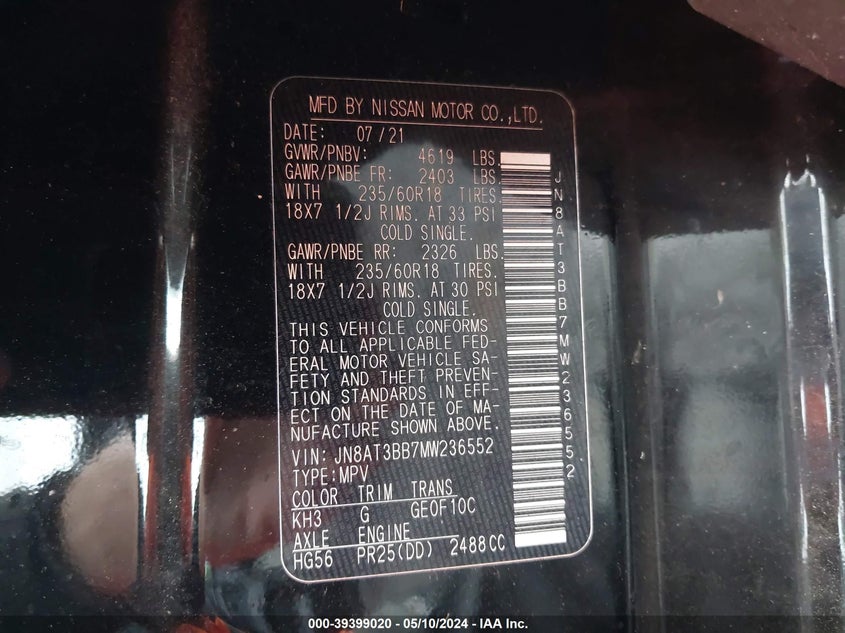 MFD BY NISSAN MOTOR CO.,LTD.
DATE: 07/21
GVWR/PNBV: 4619 LBS.
GAWR/PNBE FR: 2403 LBS.
WITH 235/60R18 TIRES.
18X7 1/2J RIMS. AT 33 PSI
COLD SINGLE.
GAWR/PNBE RR: 2326 LBS.
WITH 235/60R18 TIRES.
18X7 1/2J RIMS. AT 30 PSI
COLD SINGLE.
THIS VEHICLE CONFORMS
TO ALL APPLICABLE FED-
ERAL MOTOR VEHICLE SA-
FETY AND THEFT PREVEN-
TION STANDARDS IN EFF-
ECT ON THE DATE OF MA-
NUFACTURE SHOWN ABOVE.
VIN: JN8AT3BB7MW236552
TYPE:MPV
COLOR TRIM TRANS
KH3 G GE0F10C
AXLE ENGINE
HG56 PR25(DD) 2488CC
JN8AT3BB7MW236552
000-39399020 - 05/10/2024 - IAA Inc.